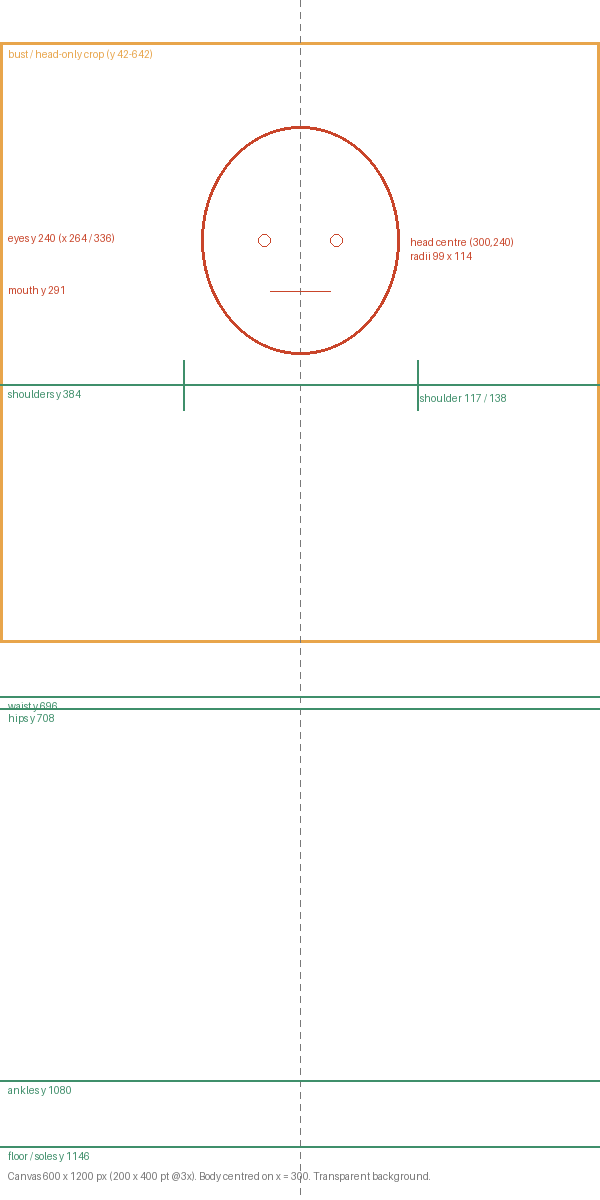 bust / head-only crop (y 42-642)
eyes y 240 (x 264 / 336)
head centre (300,240)
radii 99 x 114
mouth y 291
shoulders y 384
shoulder 117 / 138
waist y 696
hips y 708
ankles y 1080
floor / soles y 1146
Canvas 600 x 1200 px (200 x 400 pt @3x). Body centred on x = 300. Transparent background.